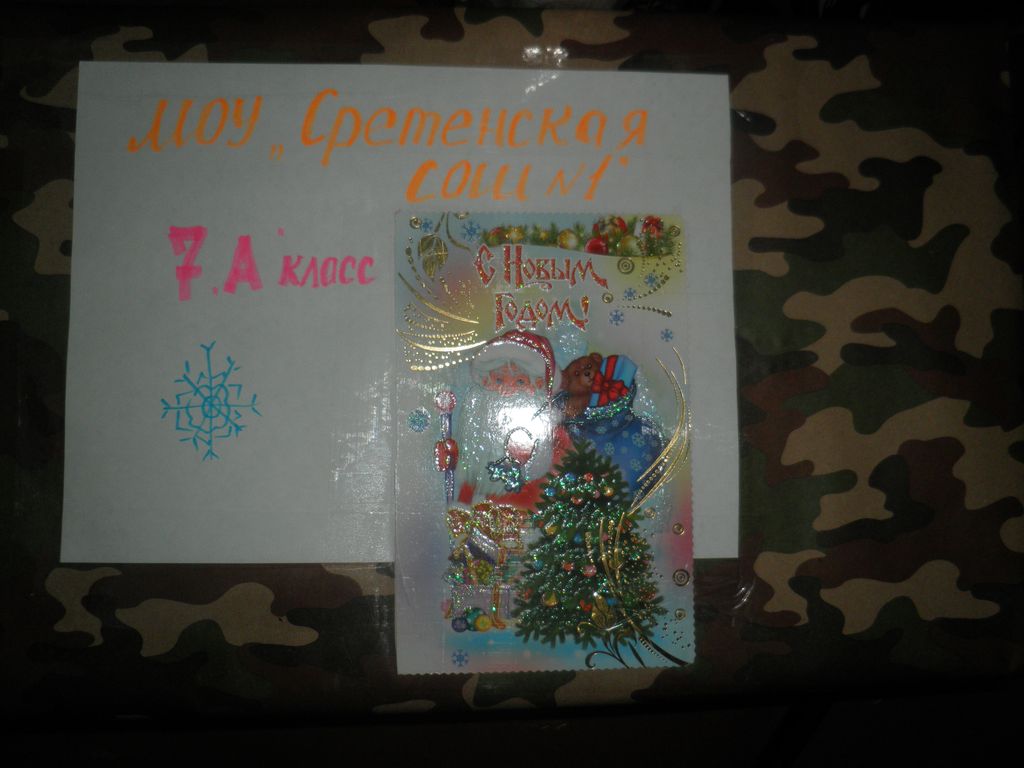 МОУ „Сретенская
СОШ №1"
7 „А" класс
С Новым
Годом!